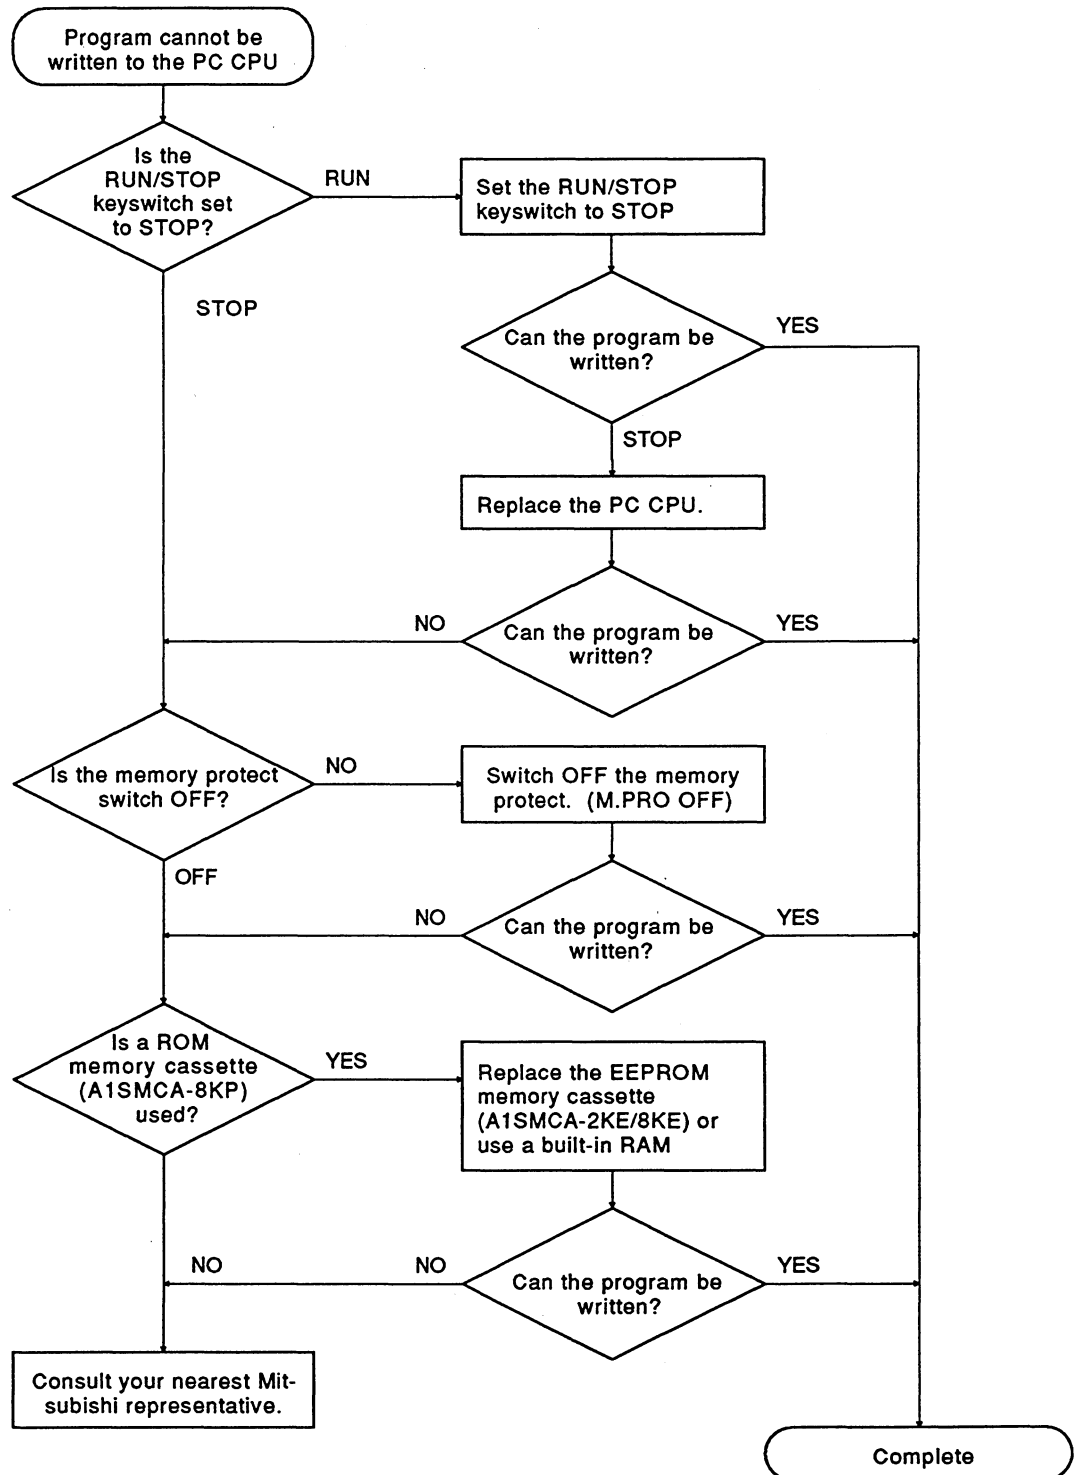 Program cannot be
written to the PC CPU
Is the
RUN/STOP
keyswitch set
to STOP?
RUN
Set the RUN/STOP
keyswitch to STOP
STOP
Can the program be
written?
YES
STOP
Replace the PC CPU.
NO
Can the program be
written?
YES
Is the memory protect
switch OFF?
NO
Switch OFF the memory
protect. (M.PRO OFF)
OFF
NO
Can the program be
written?
YES
Is a ROM
memory cassette
(A1SMCA-8KP)
used?
YES
Replace the EEPROM
memory cassette
(A1SMCA-2KE/8KE) or
use a built-in RAM
NO
NO
Can the program be
written?
YES
Consult your nearest Mit-
subishi representative.
Complete